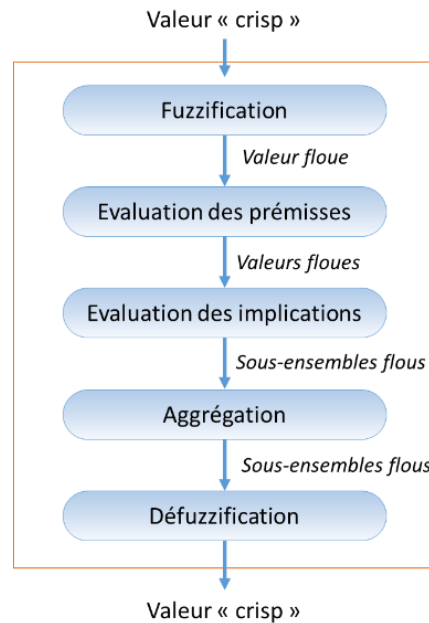 Valeur « crisp »
Fuzzification
Valeur floue
Evaluation des prémisses
Valeurs floues
Evaluation des implications
Sous-ensembles flous
Aggrégation
Sous-ensembles flous
Défuzzification
Valeur « crisp »